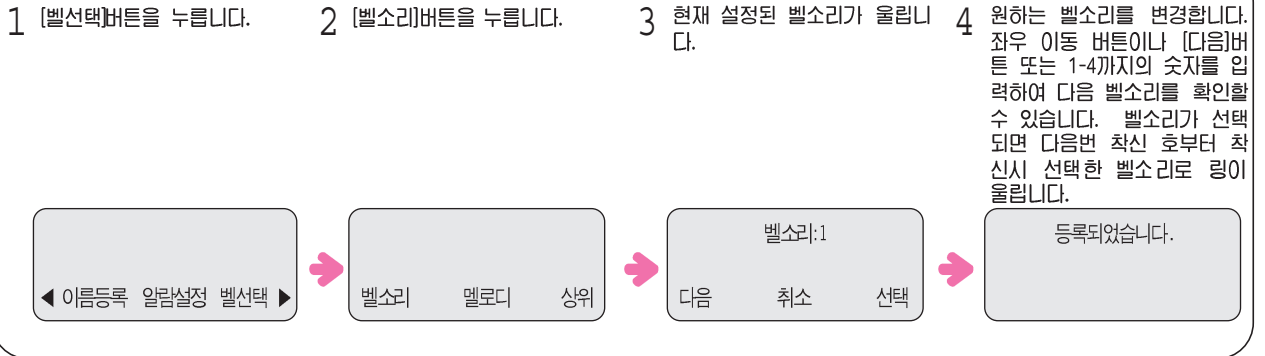 1 [벨선택]버튼을 누릅니다.
2 [벨소리]버튼을 누릅니다.
3 현재 설정된 벨소리가 울립니
다.
4 원하는 벨소리를 변경합니다.
좌우 이동 버튼이나 [다음]버
튼 또는 1-4까지의 숫자를 입
력하여 다음 벨소리를 확인할
수 있습니다. 벨소리가 선택
되면 다음번 착신 호부터 착
신시 선택한 벨소리로 링이
울립니다.
◀ 이름등록 알람설정 벨선택 ▶
벨소리 멜로디 상위
벨소리:1
다음 취소 선택
등록되었습니다.